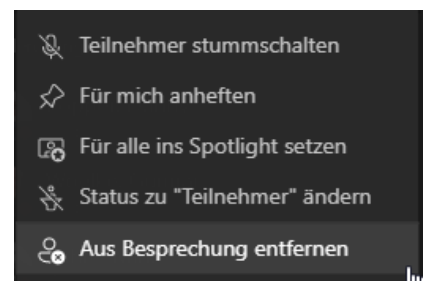 Teilnehmer stummschalten
Für mich anheften
Für alle ins Spotlight setzen
Status zu "Teilnehmer" ändern
Aus Besprechung entfernen